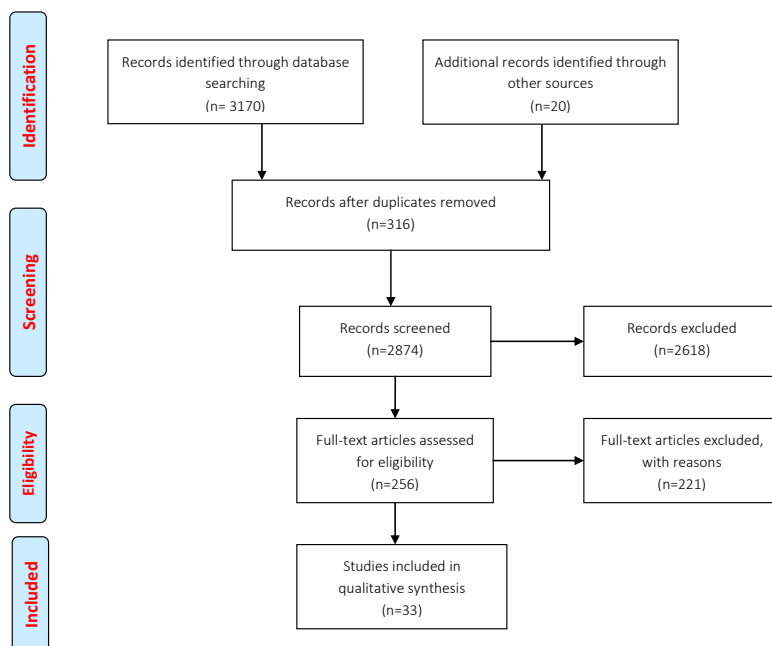 Identification
Records identified through database
searching
(n= 3170)
Additional records identified through
other sources
(n=20)
Records after duplicates removed
(n=316)
Screening
Records screened
(n=2874)
Records excluded
(n=2618)
Eligibility
Full-text articles assessed
for eligibility
(n=256)
Full-text articles excluded,
with reasons
(n=221)
Included
Studies included in
qualitative synthesis
(n=33)